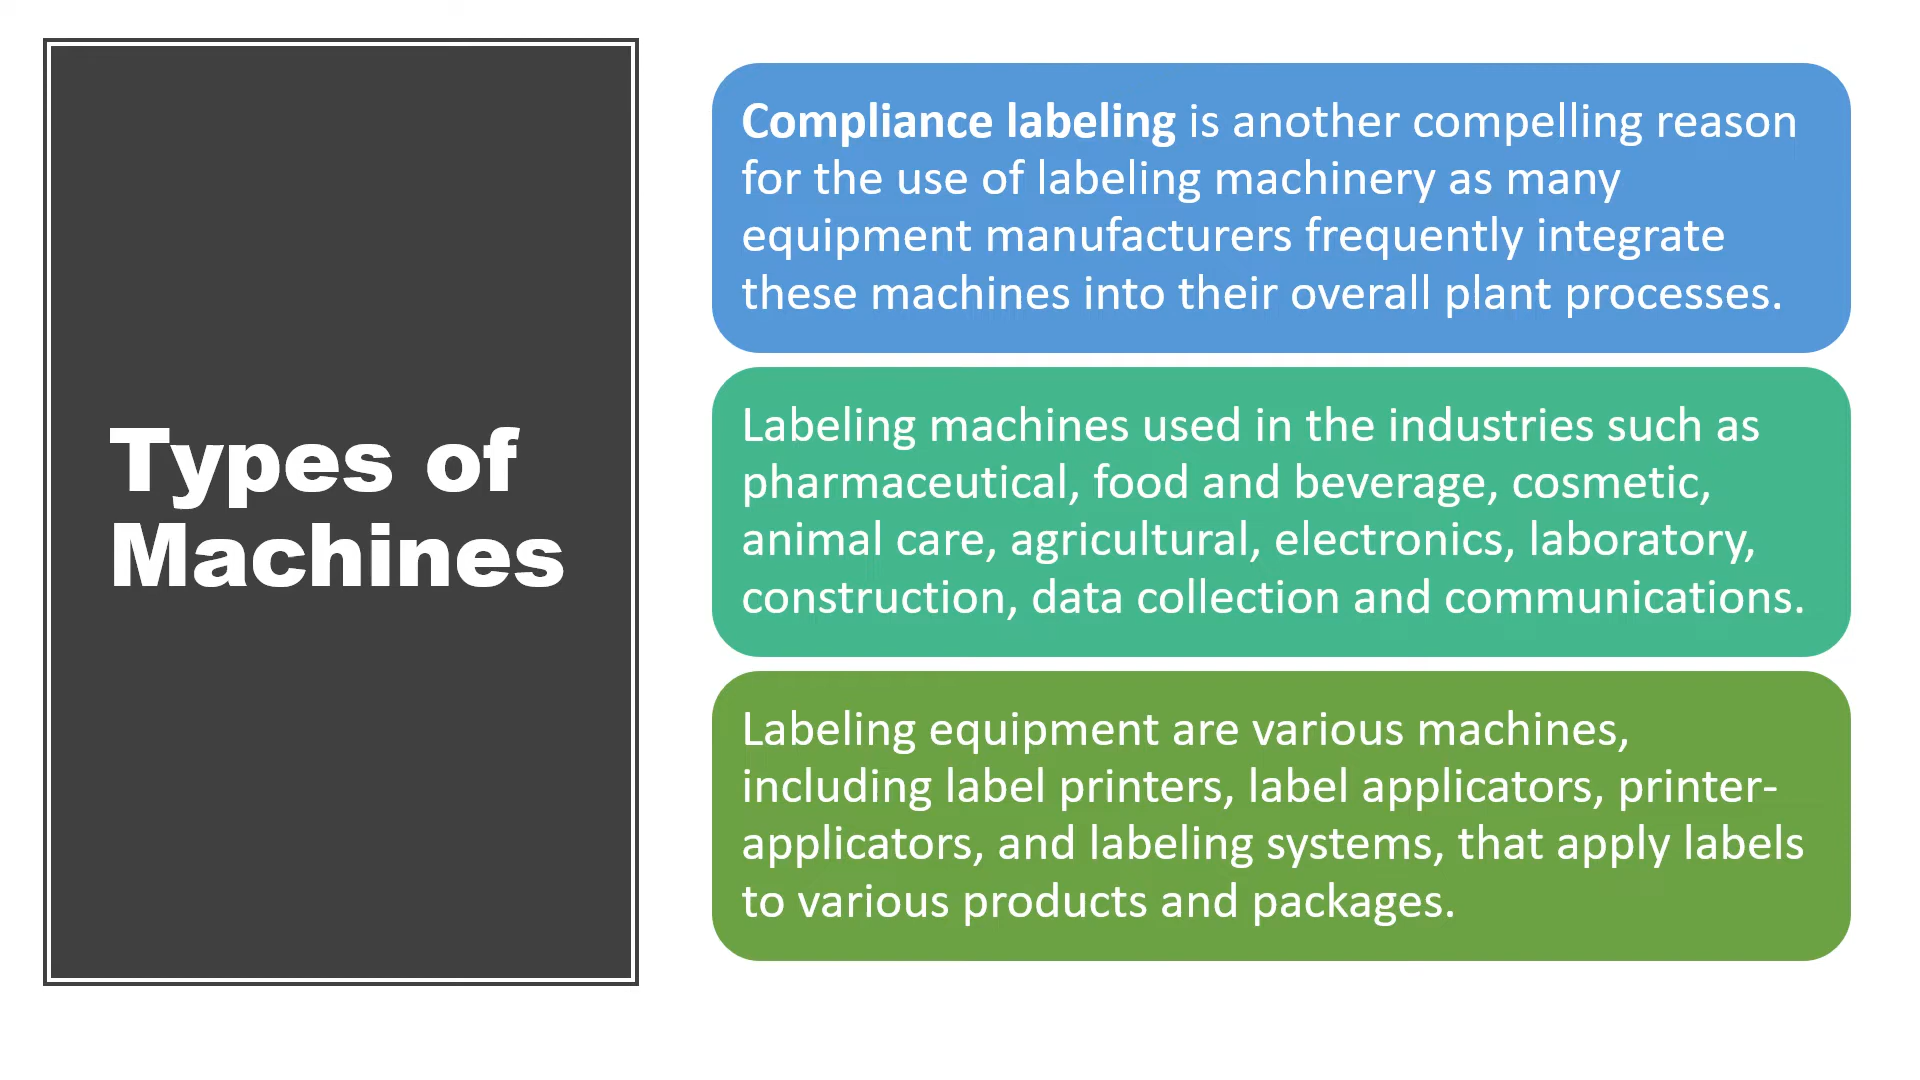 Types of
Machines
Compliance labeling is another compelling reason
for the use of labeling machinery as many
equipment manufacturers frequently integrate
these machines into their overall plant processes.
Labeling machines used in the industries such as
pharmaceutical, food and beverage, cosmetic,
animal care, agricultural, electronics, laboratory,
construction, data collection and communications.
Labeling equipment are various machines,
including label printers, label applicators, printer-
applicators, and labeling systems, that apply labels
to various products and packages.